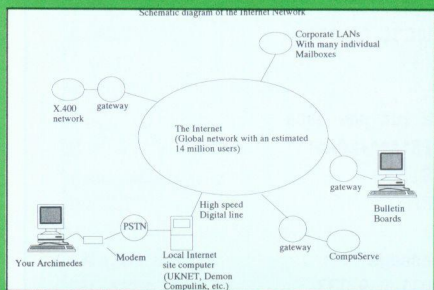 Schematic diagram of the Internet Network
Corporate LANs
With many individual
Mailboxes
X.400
network
gateway
The Internet
(Global network with an estimated
14 million users)
gateway
Bulletin
Boards
High speed
Digital line
PSTN
gateway
CompuServe
Your Archimedes
Modem
Local Internet
site computer
(UKNET, Demon
Compulink, etc.)